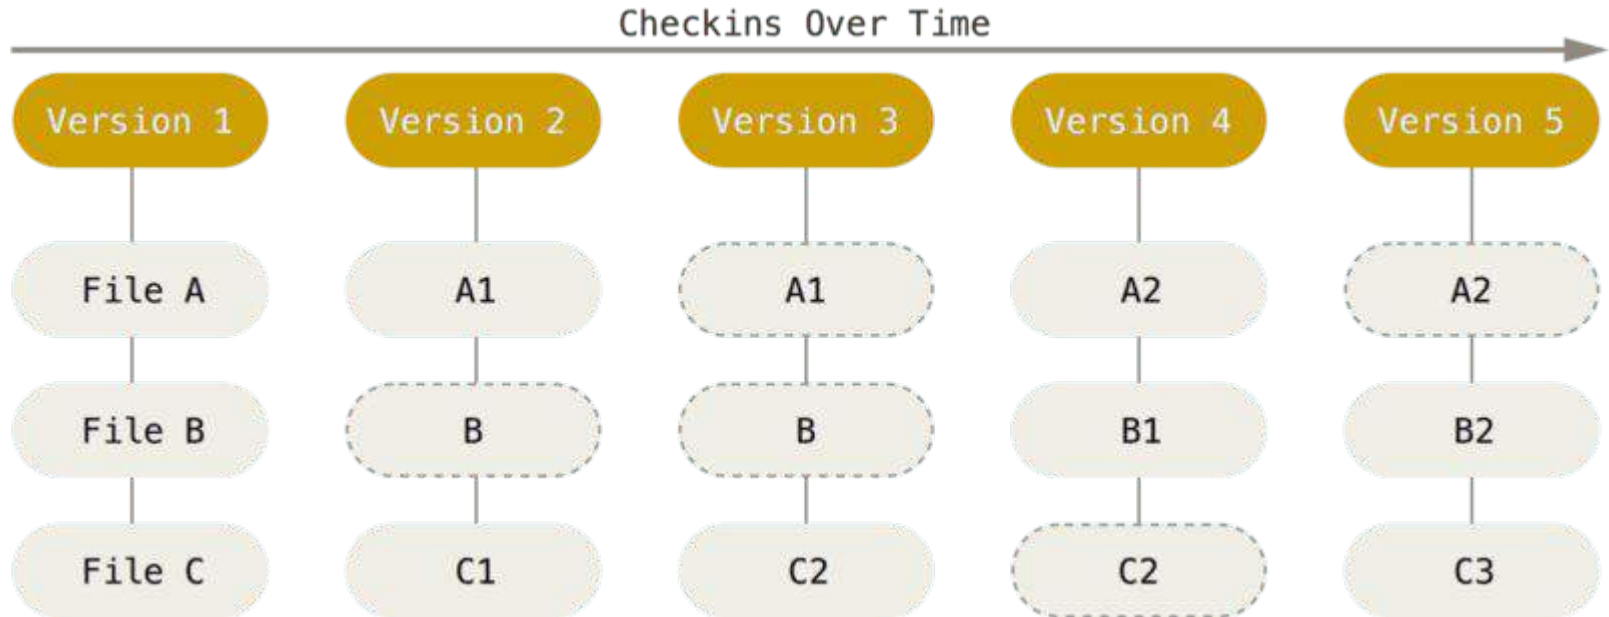 Checkins Over Time
Version 1 Version 2 Version 3 Version 4 Version 5
File A A1 A1 A2 A2
File B B B B1 B2
File C C1 C2 C2 C3